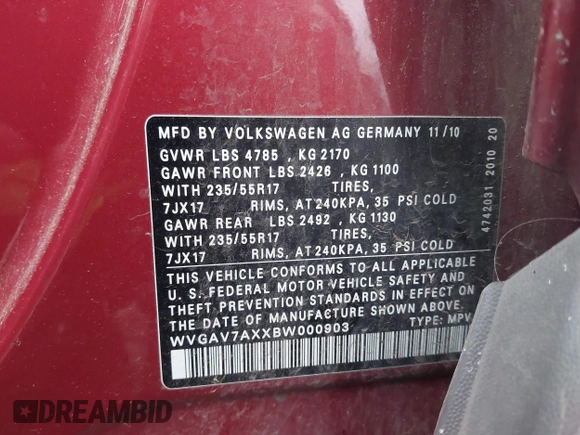 MFD BY VOLKSWAGEN AG GERMANY 11/10
GVWR LBS 4785 , KG 2170
GAWR FRONT LBS 2426 , KG 1100
WITH 235/55R17 TIRES,
7JX17 RIMS, AT 240KPA, 35 PSI COLD
GAWR REAR LBS 2492 , KG 1130
WITH 235/55R17 TIRES,
7JX17 RIMS, AT 240KPA, 35 PSI COLD
THIS VEHICLE CONFORMS TO ALL APPLICABLE
U. S. FEDERAL MOTOR VEHICLE SAFETY AND
THEFT PREVENTION STANDARDS IN EFFECT ON
THE DATE OF MANUFACTURE SHOWN ABOVE.
WVGAV7AXXBW000903 TYPE: MPV
4742031 2010 20
DREAMBID